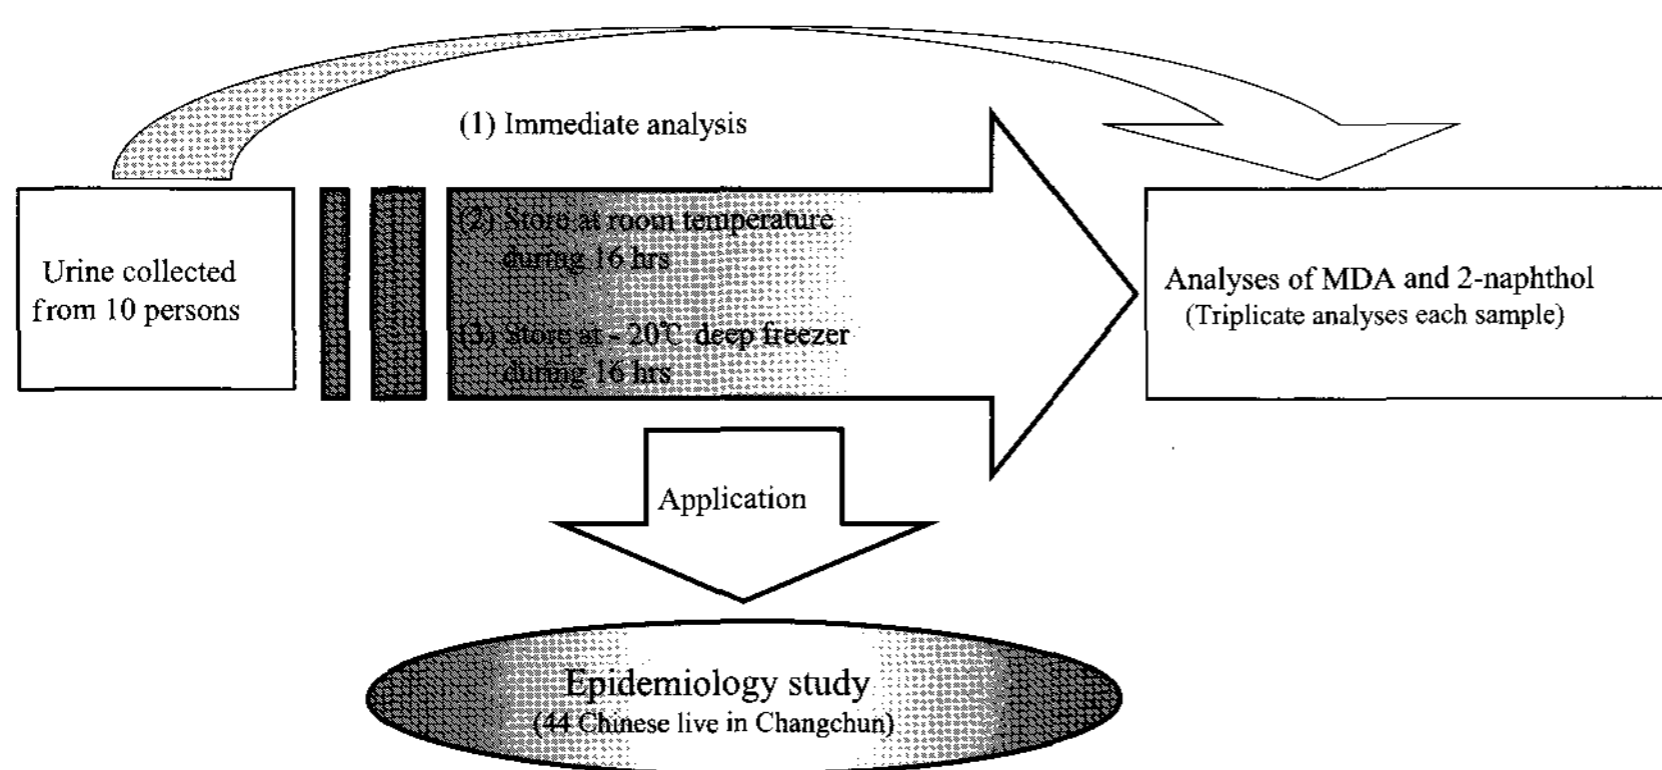 (1) Immediate analysis
Urine collected
from 10 persons
(2) Store at room temperature
during 16 hrs
(3) Store at - 20℃ deep freezer
during 16 hrs
Analyses of MDA and 2-naphthol
(Triplicate analyses each sample)
Application
Epidemiology study
(44 Chinese live in Changchun)